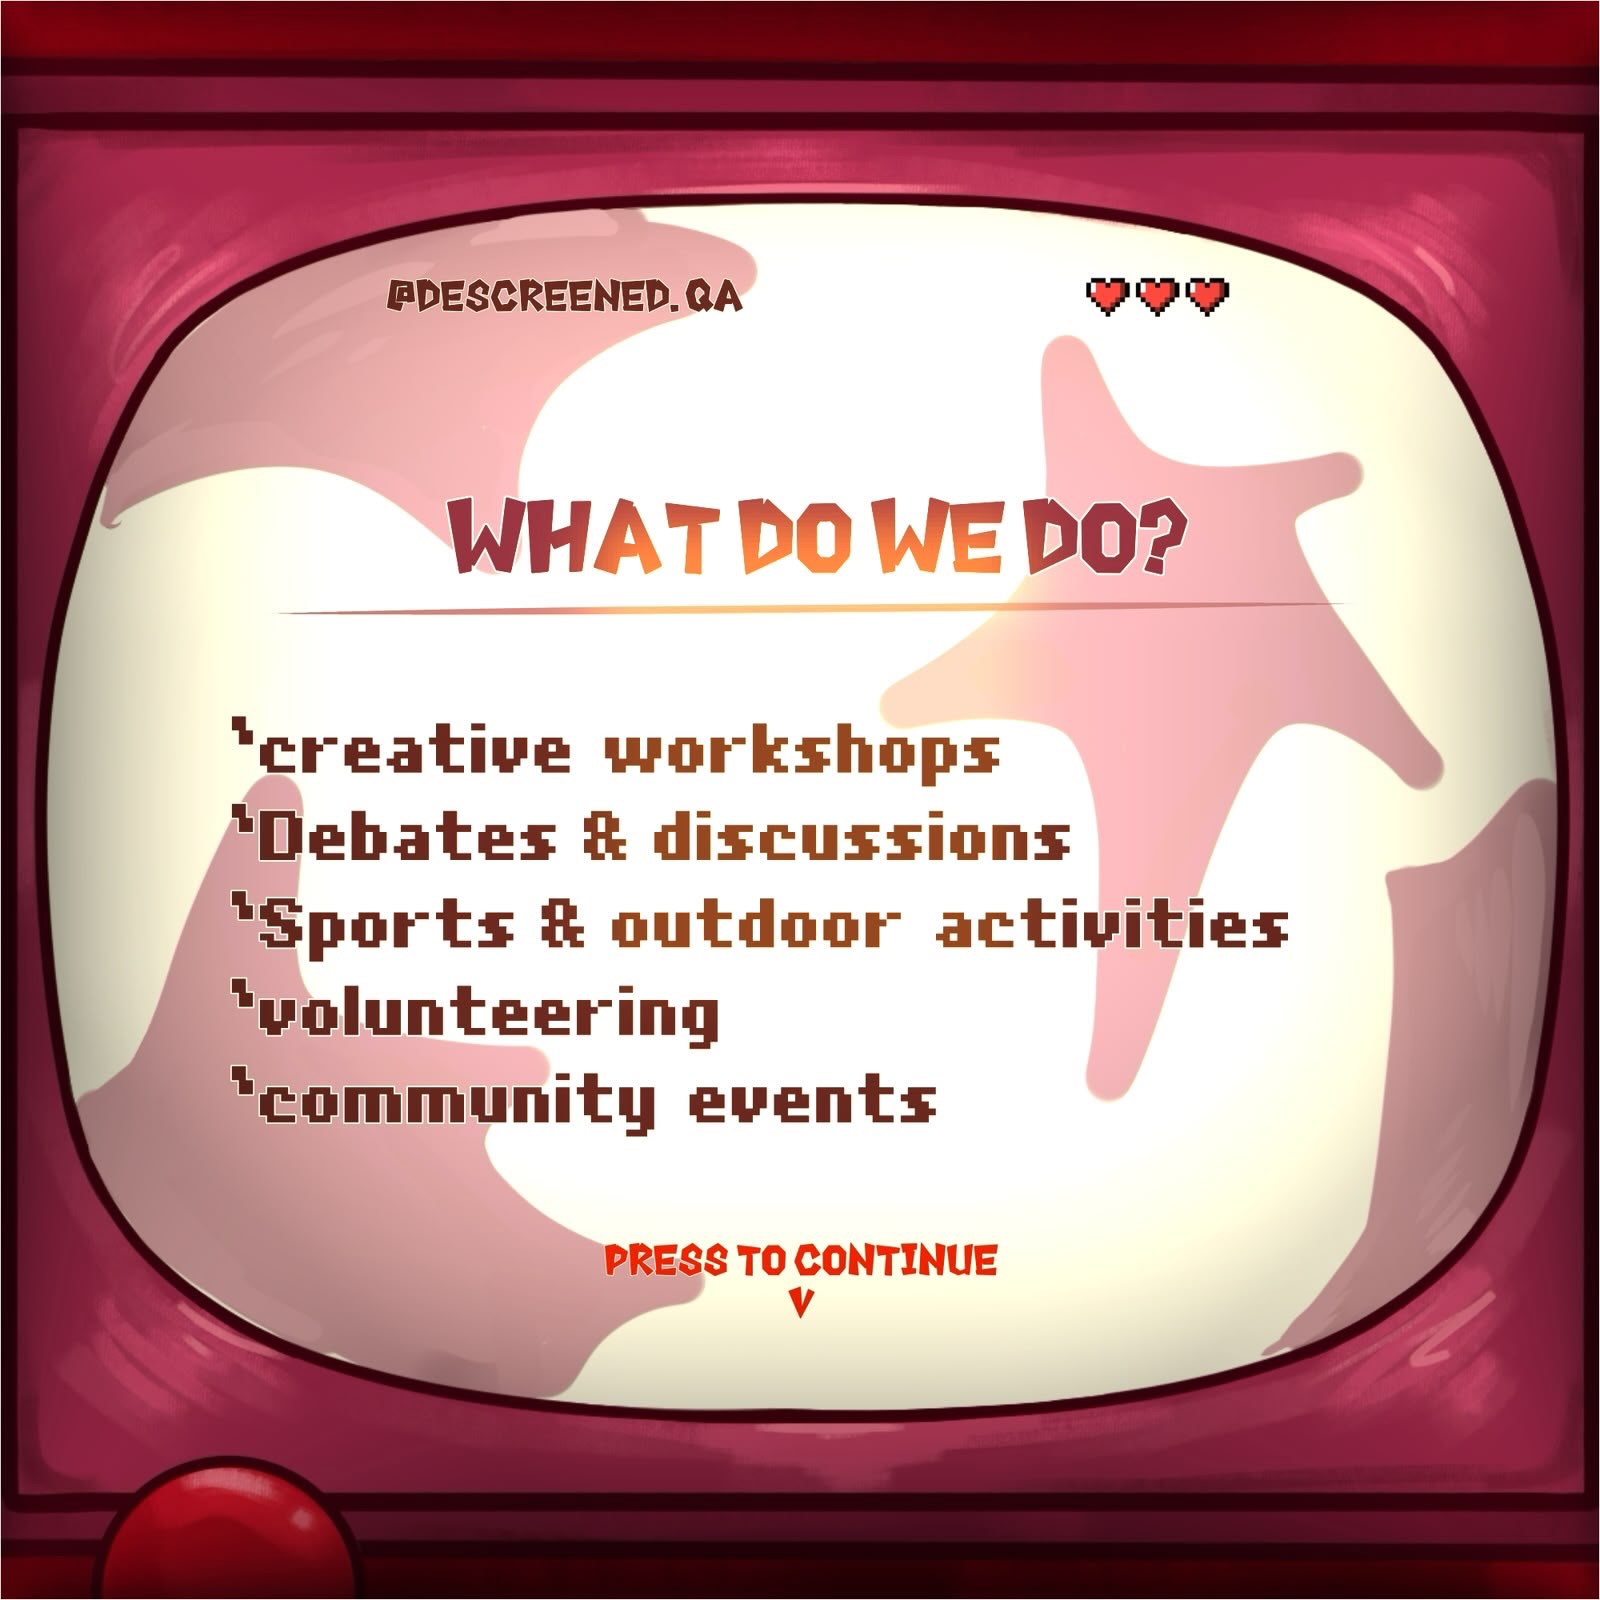 @DESCREENED.QA
WHAT DO WE DO?
creative workshops
Debates & discussions
Sports & outdoor activities
volunteering
community events
PRESS TO CONTINUE
V